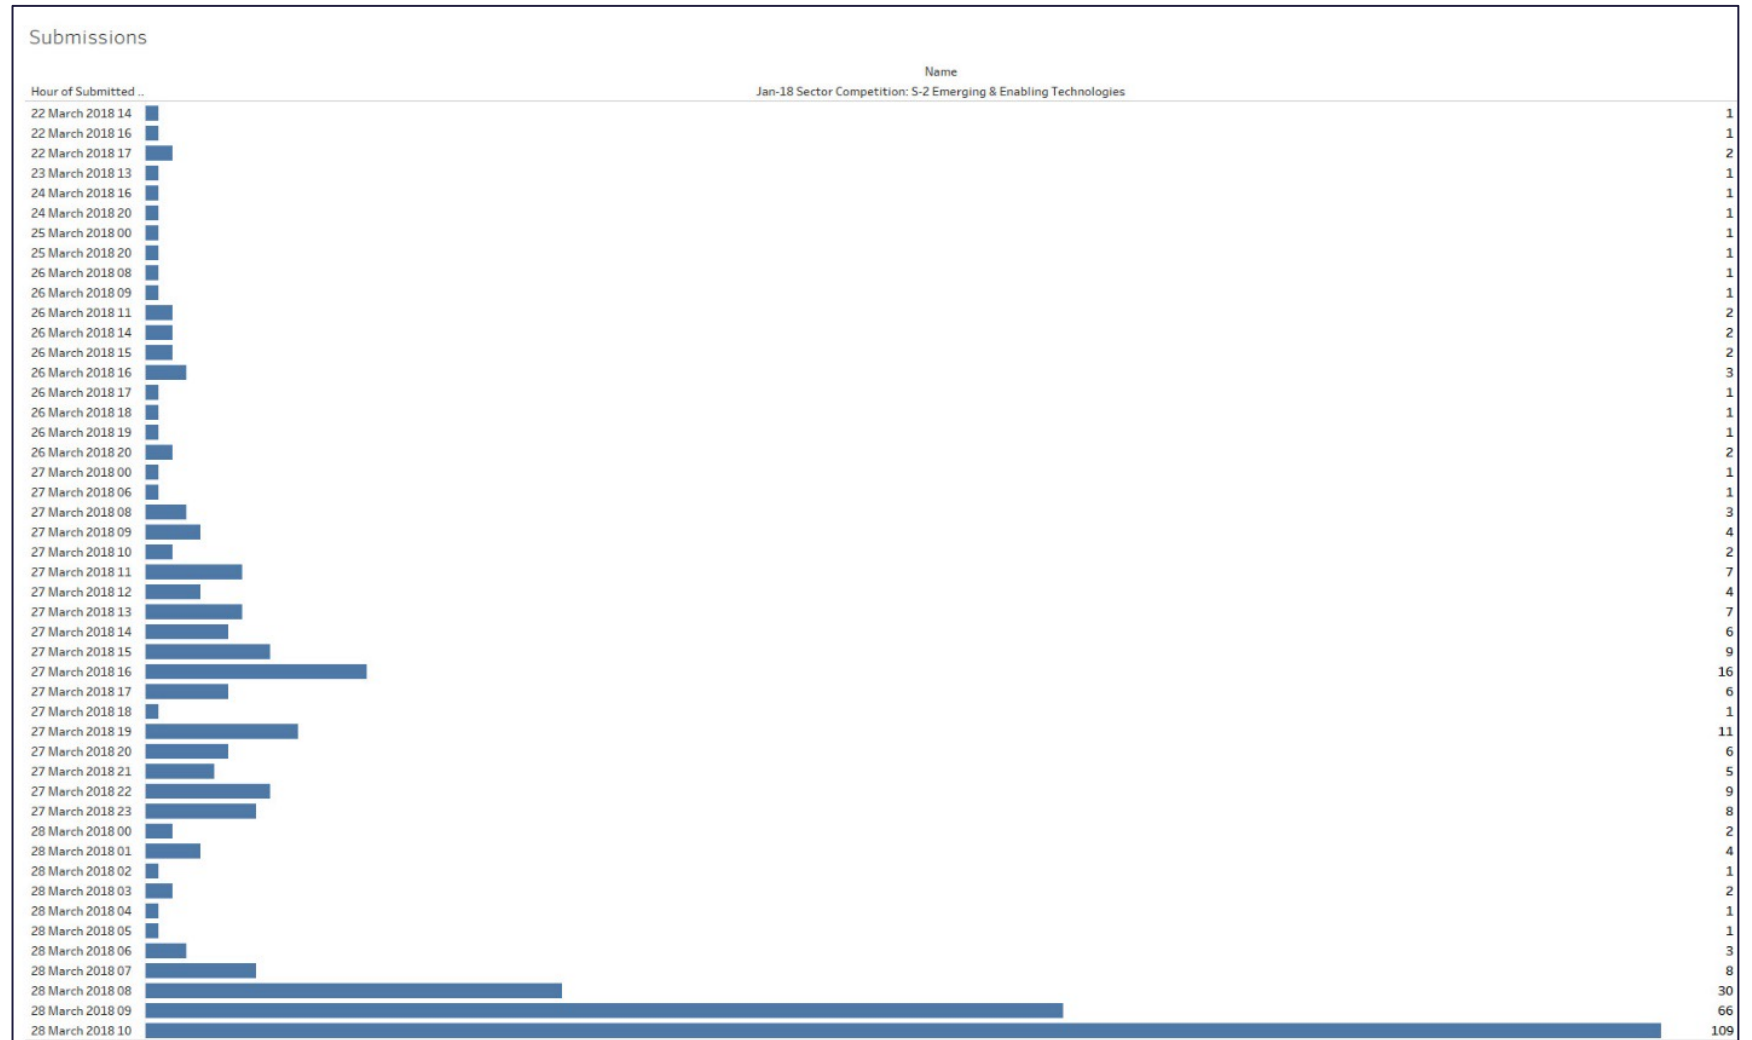 Submissions
Name
Hour of Submitted .. Jan-18 Sector Competition: S-2 Emerging & Enabling Technologies
22 March 2018 14 1
22 March 2018 16 1
22 March 2018 17 2
23 March 2018 13 1
24 March 2018 16 1
24 March 2018 20 1
25 March 2018 00 1
25 March 2018 20 1
26 March 2018 08 1
26 March 2018 09 1
26 March 2018 11 2
26 March 2018 14 2
26 March 2018 15 2
26 March 2018 16 3
26 March 2018 17 1
26 March 2018 18 1
26 March 2018 19 1
26 March 2018 20 2
27 March 2018 00 1
27 March 2018 06 1
27 March 2018 08 3
27 March 2018 09 4
27 March 2018 10 2
27 March 2018 11 7
27 March 2018 12 4
27 March 2018 13 7
27 March 2018 14 6
27 March 2018 15 9
27 March 2018 16 16
27 March 2018 17 6
27 March 2018 18 1
27 March 2018 19 11
27 March 2018 20 6
27 March 2018 21 5
27 March 2018 22 9
27 March 2018 23 8
28 March 2018 00 2
28 March 2018 01 4
28 March 2018 02 1
28 March 2018 03 2
28 March 2018 04 1
28 March 2018 05 1
28 March 2018 06 3
28 March 2018 07 8
28 March 2018 08 30
28 March 2018 09 66
28 March 2018 10 109